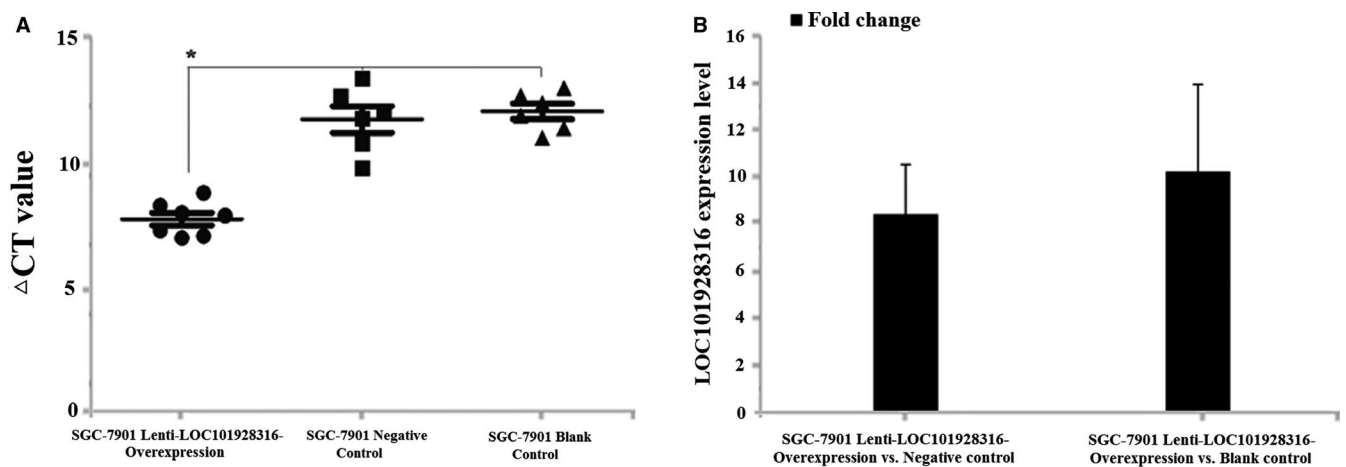 A
15
*
10
△CT value
5
0
SGC-7901 Lenti-LOC101928316-
Overexpression
SGC-7901 Negative
Control
SGC-7901 Blank
Control
B
■ Fold change
16
14
12
10
8
6
4
2
0
LOC101928316 expression level
SGC-7901 Lenti-LOC101928316-
Overexpression vs. Negative control
SGC-7901 Lenti-LOC101928316-
Overexpression vs. Blank control